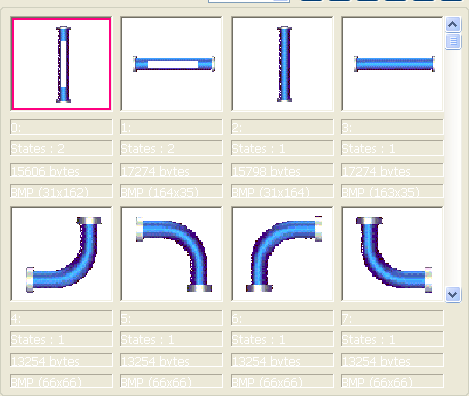 0:
1:
2:
3:
States : 2
States : 2
States : 1
States : 1
15606 bytes
17274 bytes
15798 bytes
17274 bytes
BMP (31x162)
BMP (164x35)
BMP (31x164)
BMP (163x35)
4:
5:
6:
7:
States : 1
States : 1
States : 1
States : 1
13254 bytes
13254 bytes
13254 bytes
13254 bytes
BMP (66x66)
BMP (66x66)
BMP (66x66)
BMP (66x66)